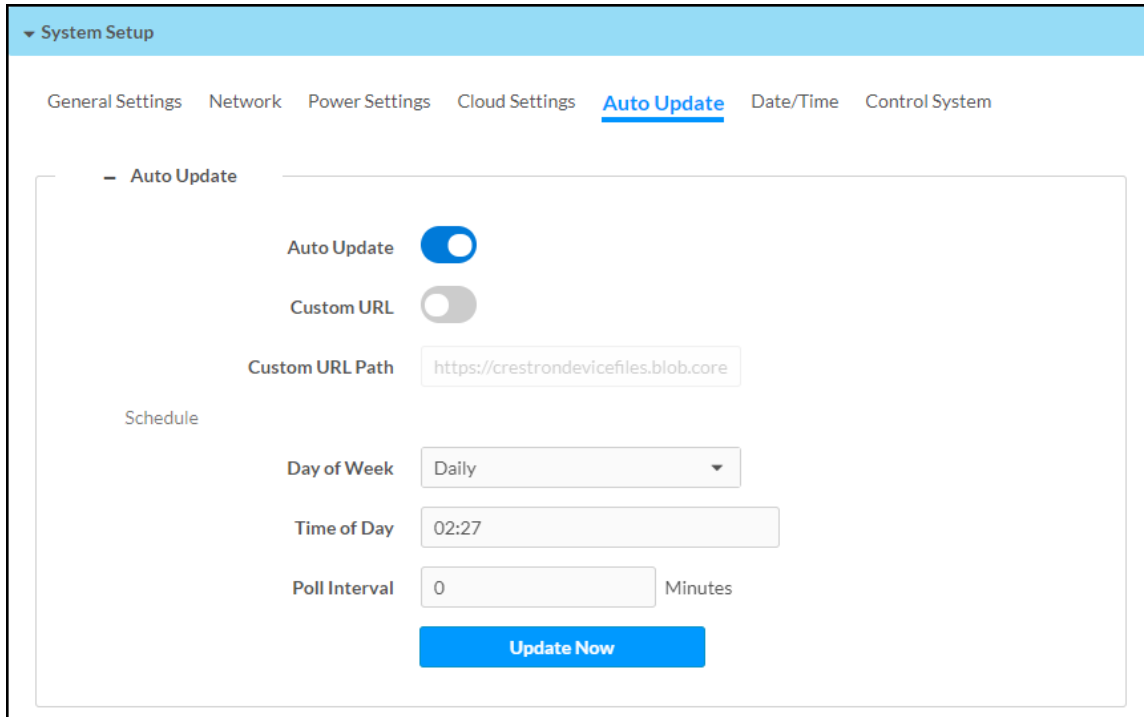 System Setup
General Settings Network Power Settings Cloud Settings Auto Update Date/Time Control System
Auto Update
Auto Update
Custom URL
Custom URL Path https://crestrondevicefiles.blob.core
Schedule
Day of Week Daily
Time of Day 02:27
Poll Interval 0 Minutes
Update Now